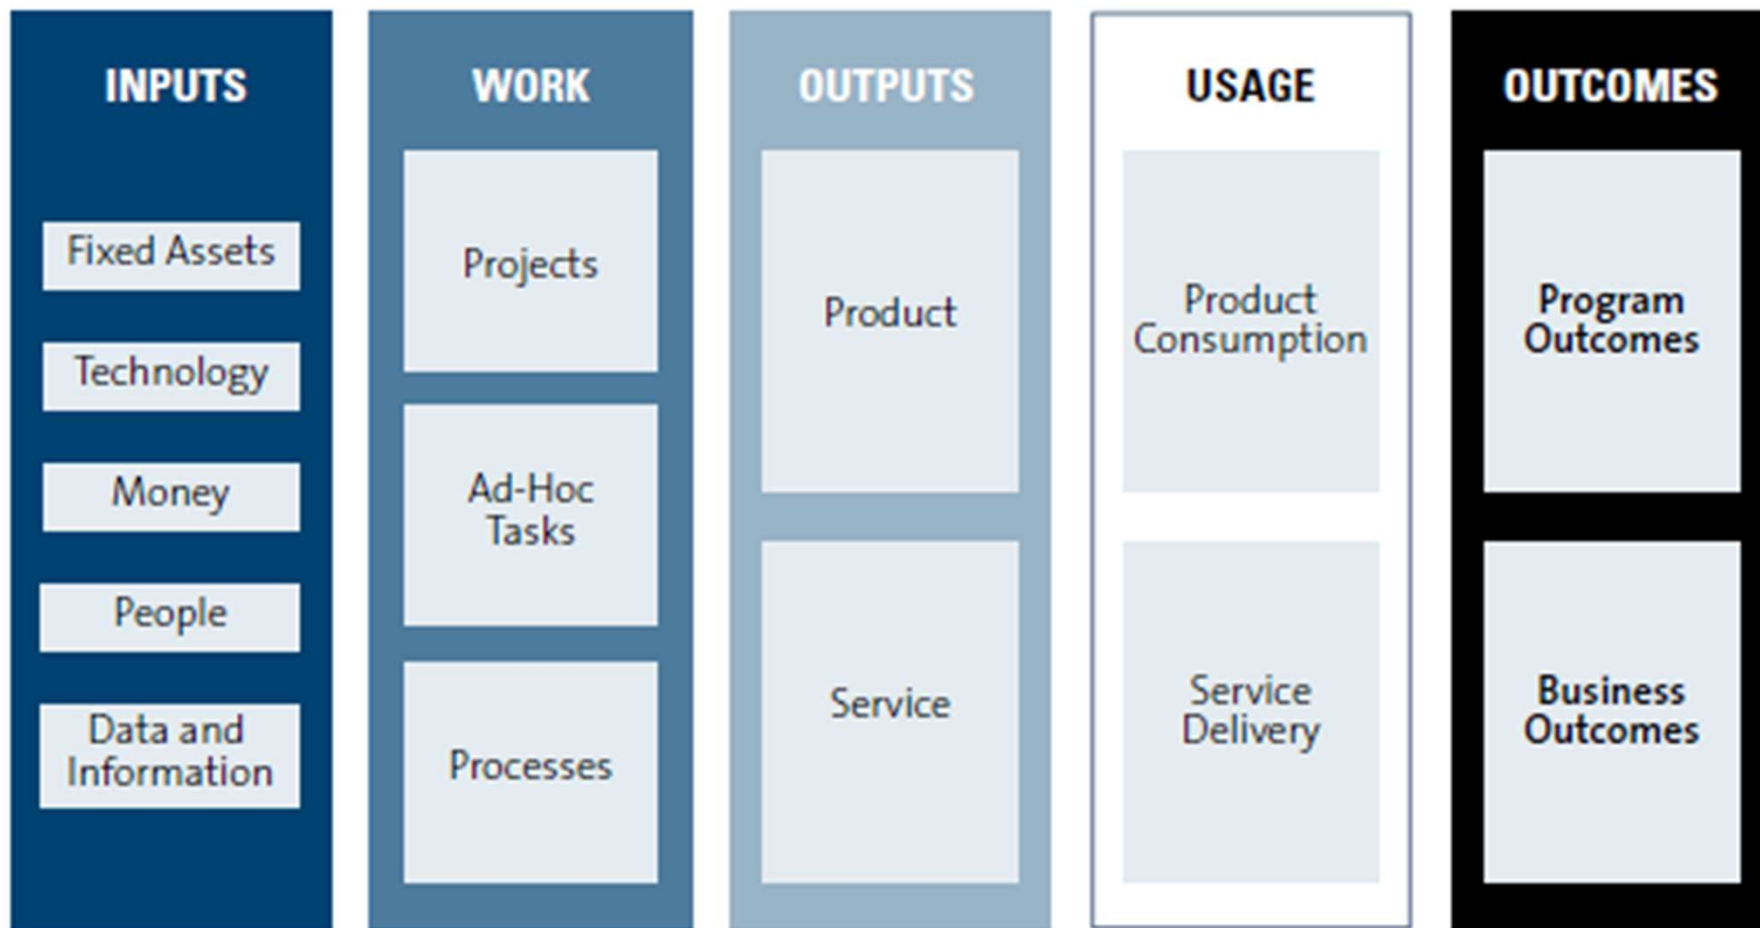 INPUTS
Fixed Assets
Technology
Money
People
Data and
Information
WORK
Projects
Ad-Hoc
Tasks
Processes
OUTPUTS
Product
Service
USAGE
Product
Consumption
Service
Delivery
OUTCOMES
Program
Outcomes
Business
Outcomes